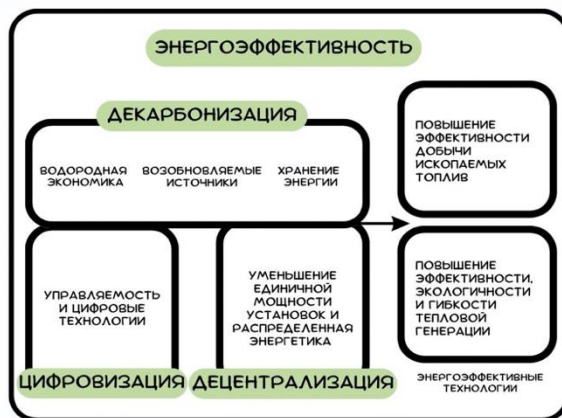 ЭНЕРГОЭФФЕКТИВНОСТЬ
ДЕКАРБОНИЗАЦИЯ
ВОДОРОДНАЯ
ЭКОНОМИКА
ВОЗОБНОВЛЯЕМЫЕ
ИСТОЧНИКИ
ХРАНЕНИЕ
ЭНЕРГИИ
ПОВЫШЕНИЕ
ЭФФЕКТИВНОСТИ
ДОБЫЧИ
ИСКОПАЕМЫХ
ТОПЛИВ
УПРАВЛЯЕМОСТЬ
И ЦИФРОВЫЕ
ТЕХНОЛОГИИ
ЦИФРОВИЗАЦИЯ
УМЕНЬШЕНИЕ
ЕДИНИЧНОЙ
МОЩНОСТИ
УСТАНОВОК И
РАСПРЕДЕЛЕННАЯ
ЭНЕРГЕТИКА
ДЕЦЕНТРАЛИЗАЦИЯ
ПОВЫШЕНИЕ
ЭФФЕКТИВНОСТИ,
ЭКОЛОГИЧНОСТИ
И ГИБКОСТИ
ТЕПЛОВОЙ
ГЕНЕРАЦИИ
ЭНЕРГОЭФФЕКТИВНЫЕ
ТЕХНОЛОГИИ